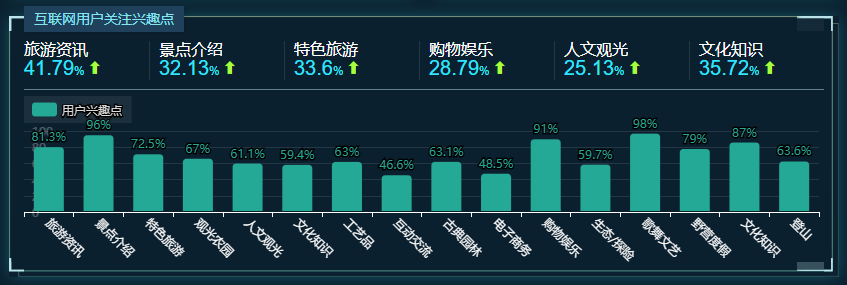 互联网用户关注兴趣点
旅游资讯 景点介绍 特色旅游 购物娱乐 人文观光 文化知识
41.79% 32.13% 33.6% 28.79% 25.13% 35.72%
用户兴趣点
100
81.3% 96% 72.5% 67% 61.1% 59.4% 63% 46.6% 63.1% 48.5% 91% 59.7% 98% 79% 87% 63.6%
旅游资讯 景点介绍 特色旅游 观光农园 人文观光 文化知识 工艺品 互动交流 古典园林 电子商务 购物娱乐 生态/探险 歌舞文艺 野营度假 文化知识 登山